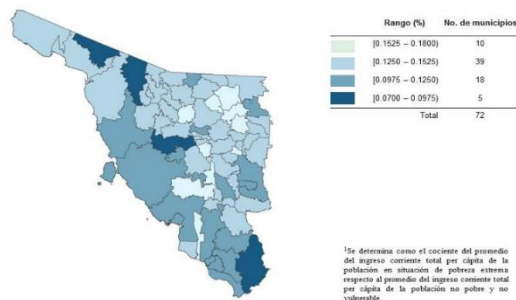 Rango (%) No. de municipios
[0.1525 – 0.1800) 10
[0.1250 – 0.1525) 39
[0.0975 – 0.1250) 18
[0.0700 – 0.0975) 5
Total 72
¹Se determina como el cociente del promedio
del ingreso corriente total per cápita de la
población en situación de pobreza extrema
respecto al promedio del ingreso corriente total
per cápita de la población no pobre y no
vulnerable.